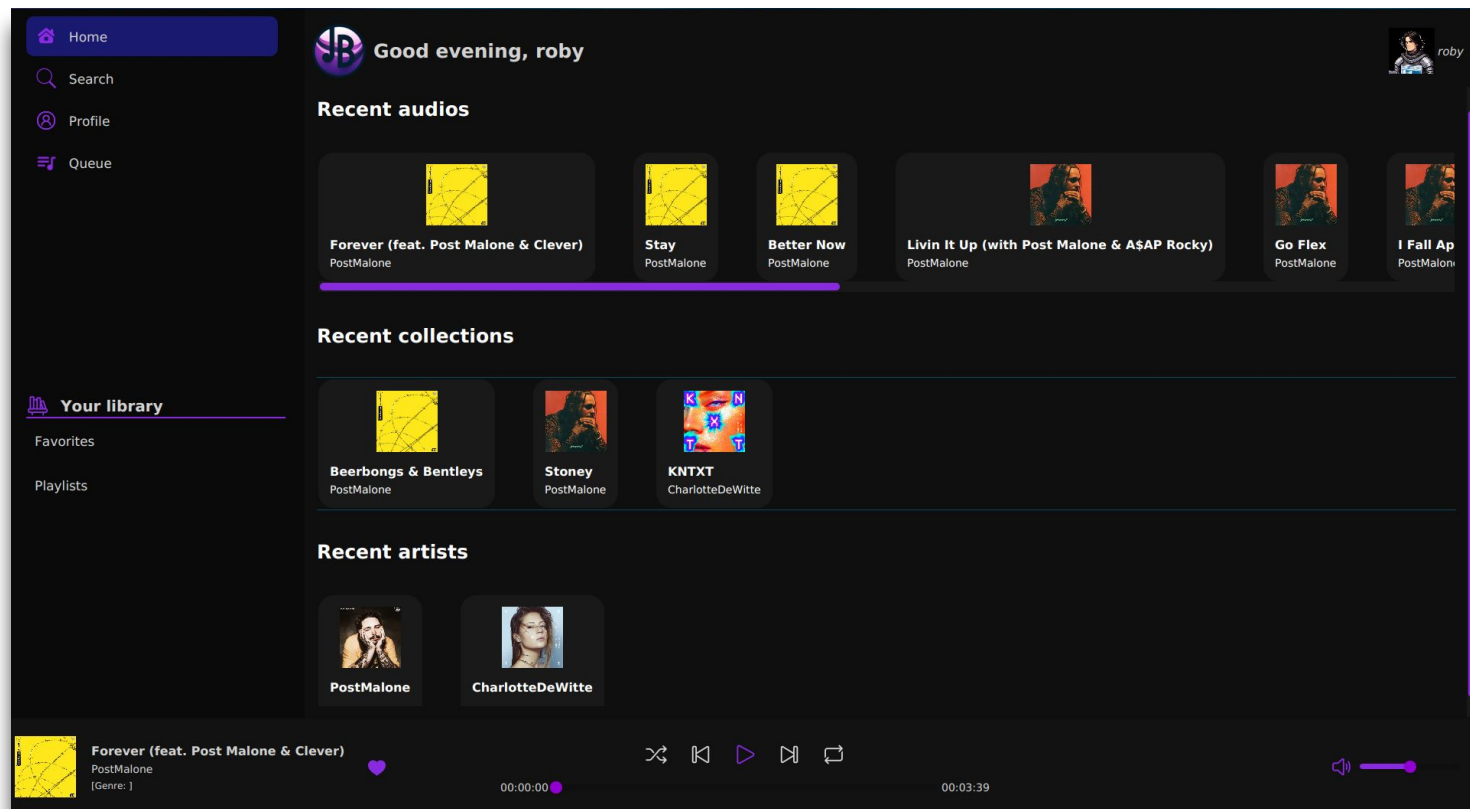 Home
Search
Profile
Queue
Your library
Favorites
Playlists
JB
Good evening, roby
roby
Recent audios
Forever (feat. Post Malone & Clever)
PostMalone
Stay
PostMalone
Better Now
PostMalone
Livin It Up (with Post Malone & A$AP Rocky)
PostMalone
Go Flex
PostMalone
I Fall Ap
PostMalon
Recent collections
Beerbongs & Bentleys
PostMalone
Stoney
PostMalone
K N
X
T T
KNTXT
CharlotteDeWitte
Recent artists
PostMalone
CharlotteDeWitte
Forever (feat. Post Malone & Clever)
PostMalone
[Genre: ]
00:00:00
00:03:39